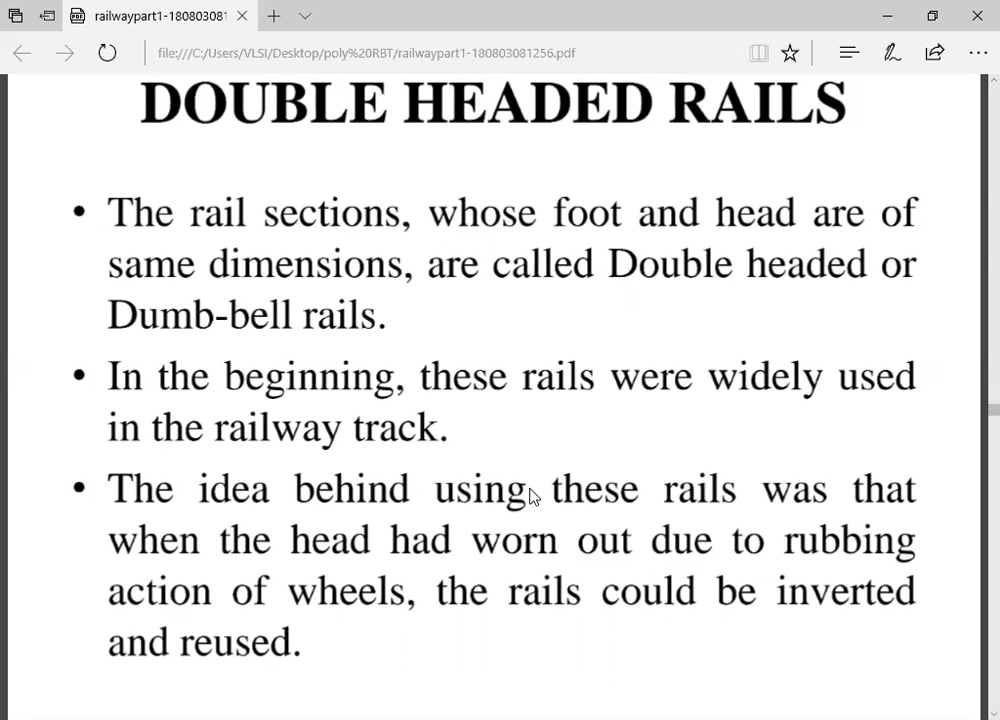 railwaypart1-180803081
file:///C:/Users/VLSI/Desktop/poly%20RBT/railwaypart1-180803081256.pdf
DOUBLE HEADED RAILS
• The rail sections, whose foot and head are of
same dimensions, are called Double headed or
Dumb-bell rails.
• In the beginning, these rails were widely used
in the railway track.
• The idea behind using these rails was that
when the head had worn out due to rubbing
action of wheels, the rails could be inverted
and reused.